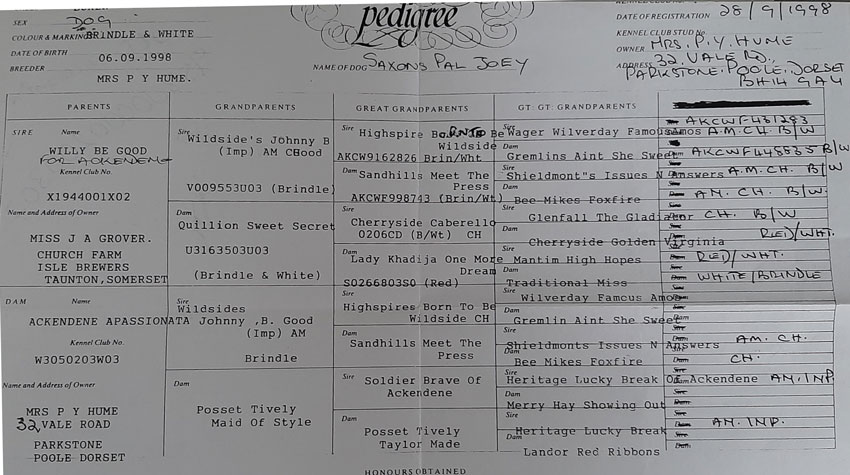 SEX DOG
COLOUR & MARKINGS BRINDLE & WHITE
DATE OF BIRTH 06.09.1998
BREEDER
MRS P Y HUME.
pedigree
NAME OF DOG SAXONS PAL JOEY
DATE OF REGISTRATION 28/9/1998
KENNEL CLUB STUD No.
OWNER MRS. P.Y. HUME
ADDRESS 32, VALE RD,
PARKSTONE. POOLE. DORSET
BH14 9AU
PARENTS
GRANDPARENTS
GREAT GRANDPARENTS
GT. GT. GRANDPARENTS
SIRE Name
WILLY BE GOOD
FOR ACKENDENE
Kennel Club No.
X1944001X02
Name and Address of Owner
MISS J A GROVER.
CHURCH FARM
ISLE BREWERS
TAUNTON, SOMERSET
DAM Name
ACKENDENE APASSIONATA
Kennel Club No.
W3050203W03
Name and Address of Owner
MRS P Y HUME
32, VALE ROAD
PARKSTONE
POOLE DORSET
Sire
Wildside's Johnny B
(Imp) AM CBood
V009553U03 (Brindle)
Dam
Quillion Sweet Secret
U3163503U03
(Brindle & White)
Sire
Wildsides
Johnny ,B. Good
(Imp) AM
Brindle
Dam
Posset Tively
Maid Of Style
Sire Highspire Born To Be
Wildside
AKCW9162826 Brin/Wht
Dam Sandhills Meet The
Press
AKCWF998743 (Brin/Wt)
Sire Cherryside Caberello
O206CD (B/Wt) CH
Dam Lady Khadija One More
Dream
S0266803S0 (Red)
Sire Highspires Born To Be
Wildside CH
Dam Sandhills Meet The
Press
Sire Soldier Brave Of
Ackendene
Dam Posset Tively
Taylor Made
Sire Wager Wilverday Famous Amos A.M.CH B/W
Dam Gremlins Aint She Sweet
Sire Shieldmont"s Issues N Answers A.M.CH. B/W
Dam Bee Mikes Foxfire
Sire Glenfall The Gladiator CH. B/W
Dam Cherryside Golden Virginia RED/WHT.
Sire Mantim High Hopes RED/WHT.
Dam Traditional Miss WHITE/BRINDLE
Sire Wilverday Famcus Amos
Dam Gremlin Aint She Sweet
Sire Shieldmonts Issues N Answers AM. CH.
Dam Bee Mikes Foxfire CH.
Sire Heritage Lucky Break Of Ackendene AM. INP.
Dam Merry Hay Showing Out
Sire Heritage Lucky Break AM. INP.
Dam Landor Red Ribbons
AM. CH. B/W
HONOURS OBTAINED